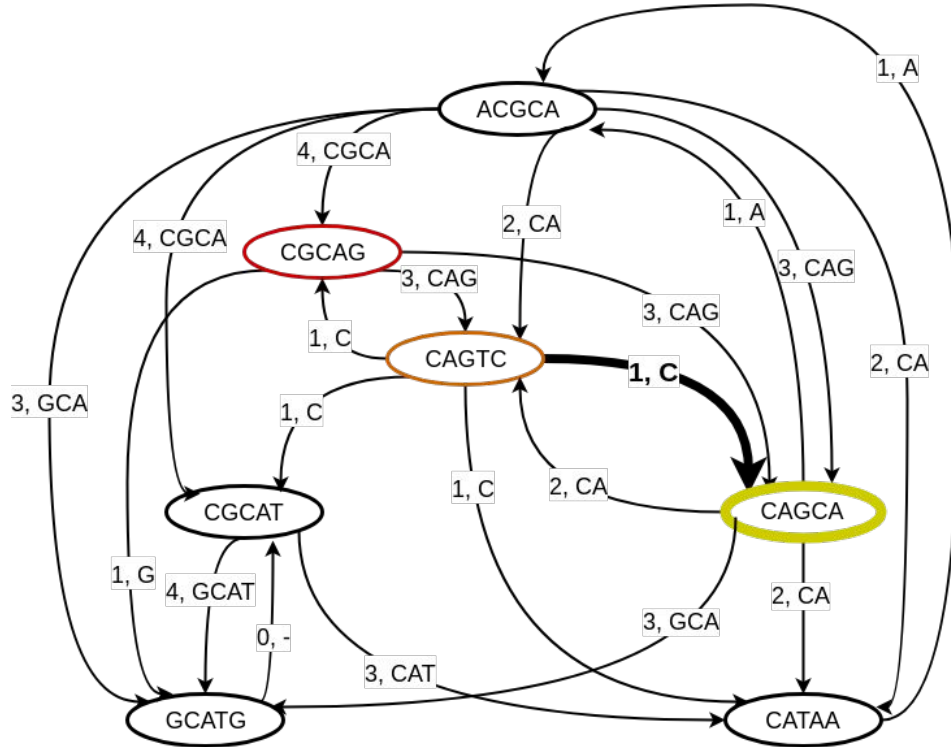 1, A
ACGCA
4, CGCA
2, CA
1, A
4, CGCA
CGCAG
3, CAG
3, CAG
3, CAG
1, C
CAGTC
1, C
2, CA
3, GCA
1, C
1, C
2, CA
CGCAT
CAGCA
1, G
4, GCAT
2, CA
0, -
3, GCA
3, CAT
GCATG
CATAA